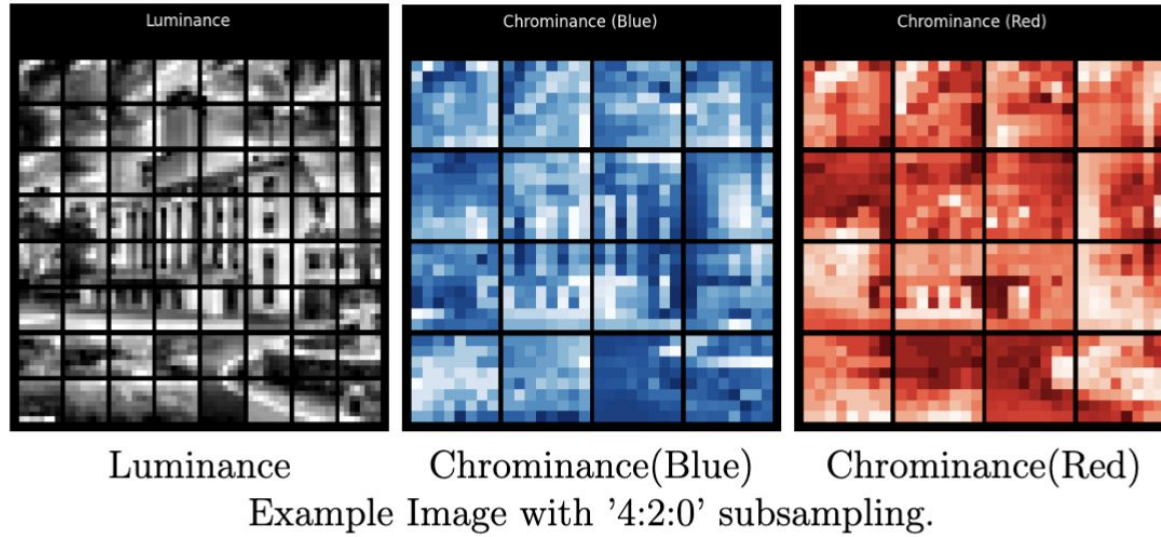 Luminance
Chrominance (Blue)
Chrominance (Red)
Luminance
Chrominance(Blue)
Chrominance(Red)
Example Image with '4:2:0' subsampling.